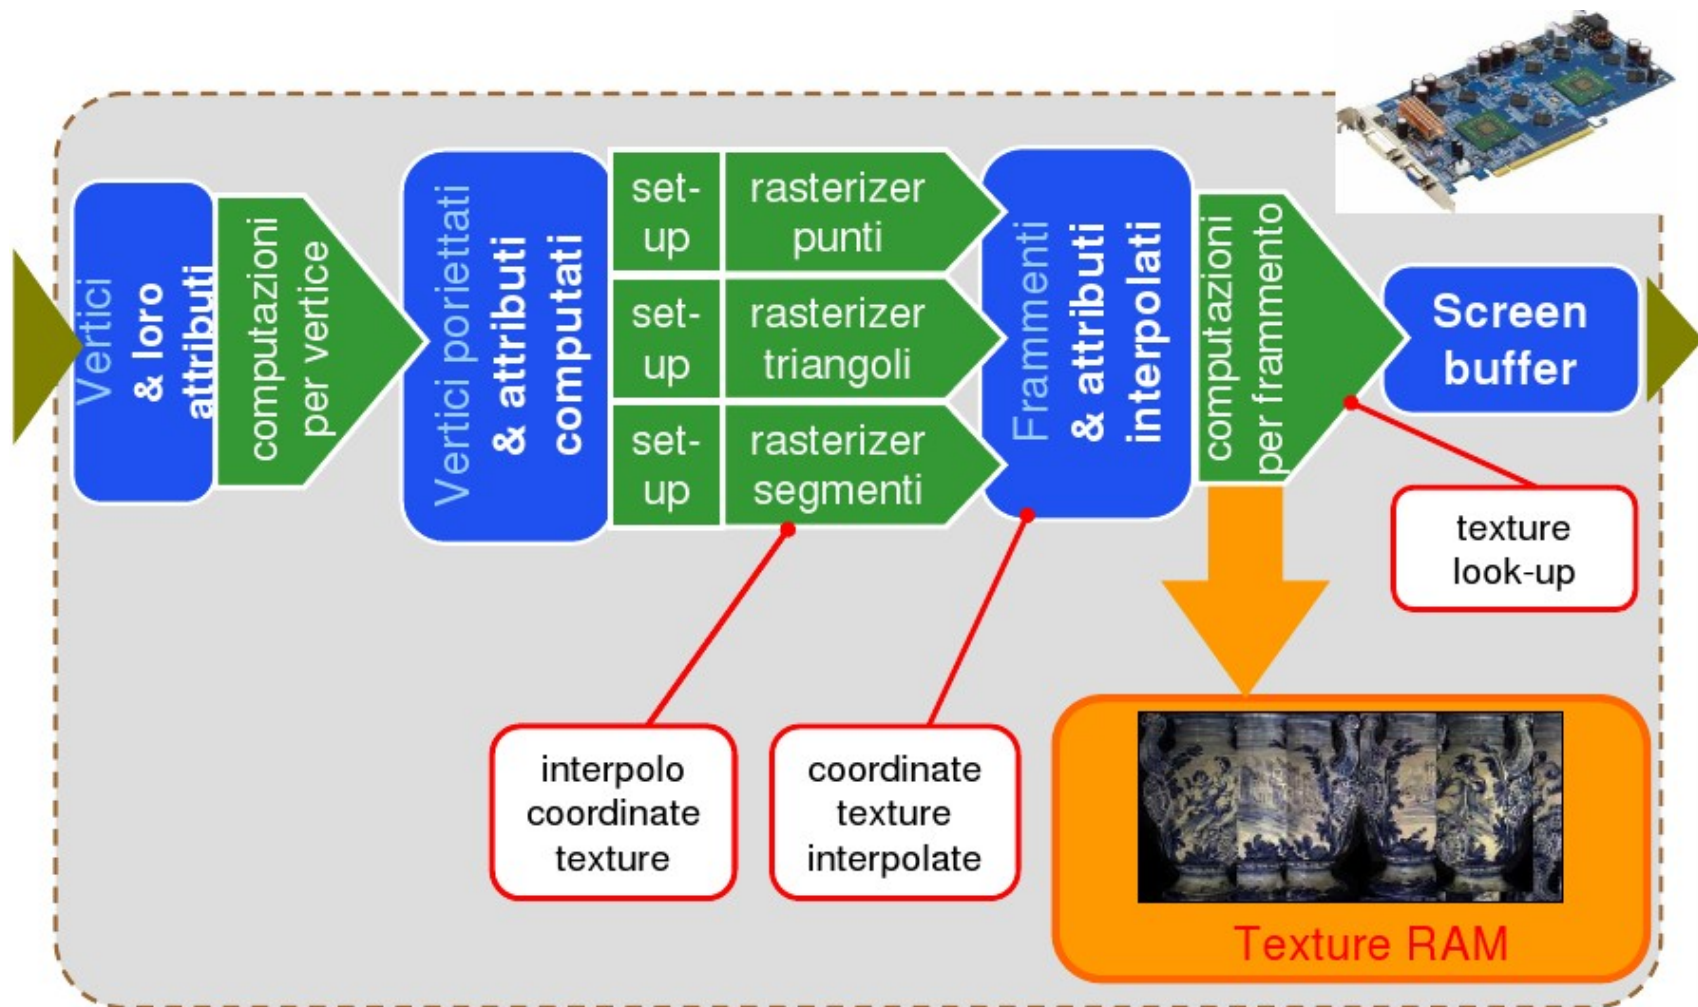 Vertici
& loro
attributi
computazioni
per vertice
Vertici poriettati
& attributi
computati
set-
up
rasterizer
punti
set-
up
rasterizer
triangoli
set-
up
rasterizer
segmenti
Frammenti
& attributi
interpolati
computazioni
per frammento
Screen
buffer
texture
look-up
interpolo
coordinate
texture
coordinate
texture
interpolate
Texture RAM